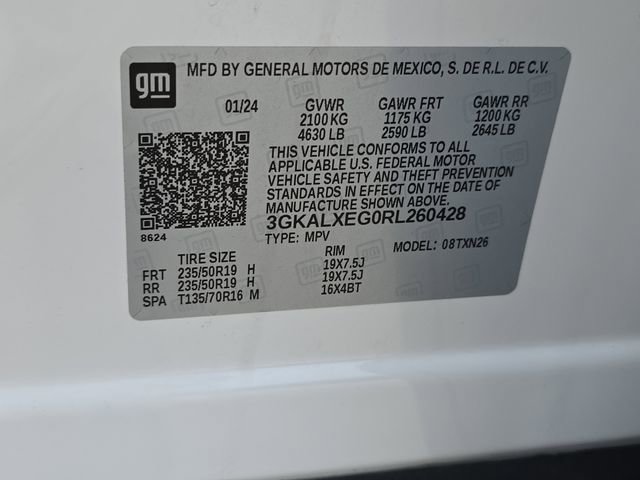 gm
MFD BY GENERAL MOTORS DE MEXICO, S. DE R.L. DE C.V.
01/24 GVWR GAWR FRT GAWR RR
2100 KG 1175 KG 1200 KG
4630 LB 2590 LB 2645 LB
THIS VEHICLE CONFORMS TO ALL
APPLICABLE U.S. FEDERAL MOTOR
VEHICLE SAFETY AND THEFT PREVENTION
STANDARDS IN EFFECT ON THE DATE OF
MANUFACTURE SHOWN ABOVE.
3GKALXEG0RL260428
8624
TYPE: MPV MODEL: 08TXN26
TIRE SIZE RIM
FRT 235/50R19 H 19X7.5J
RR 235/50R19 H 19X7.5J
SPA T135/70R16 M 16X4BT